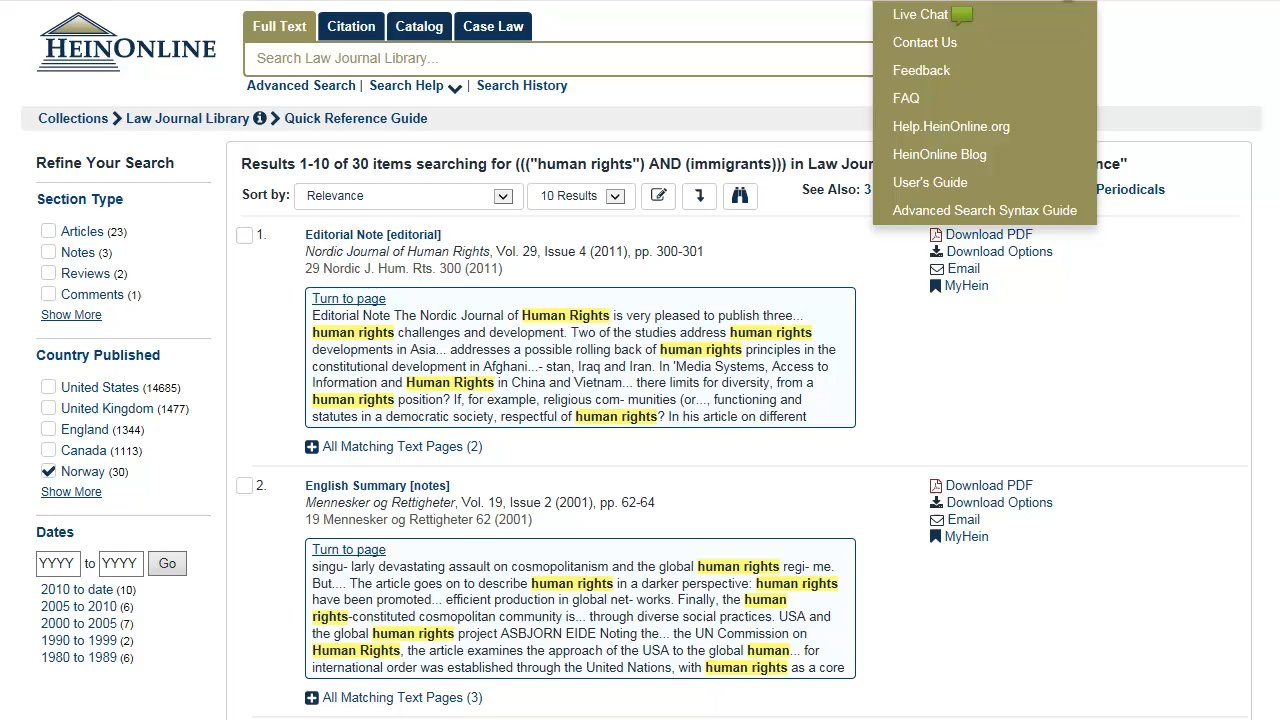 HEINONLINE
Full Text
Citation
Catalog
Case Law
Search Law Journal Library...
Advanced Search | Search Help | Search History
Live Chat
Contact Us
Feedback
FAQ
Help.HeinOnline.org
HeinOnline Blog
User's Guide
Advanced Search Syntax Guide
Collections Law Journal Library Quick Reference Guide
Refine Your Search
Section Type
Articles (23)
Notes (3)
Reviews (2)
Comments (1)
Show More
Country Published
United States (14685)
United Kingdom (1477)
England (1344)
Canada (1113)
Norway (30)
Show More
Dates
YYYY to YYYY Go
2010 to date (10)
2005 to 2010 (6)
2000 to 2005 (7)
1990 to 1999 (2)
1980 to 1989 (6)
Results 1-10 of 30 items searching for ((("human rights") AND (immigrants))) in Law Jour nce"
Sort by: Relevance 10 Results See Also: 3 Periodicals
1. Editorial Note [editorial]
Nordic Journal of Human Rights, Vol. 29, Issue 4 (2011), pp. 300-301
29 Nordic J. Hum. Rts. 300 (2011)
Turn to page
Editorial Note The Nordic Journal of Human Rights is very pleased to publish three...
human rights challenges and development. Two of the studies address human rights
developments in Asia... addresses a possible rolling back of human rights principles in the
constitutional development in Afghani...- stan, Iraq and Iran. In 'Media Systems, Access to
Information and Human Rights in China and Vietnam... there limits for diversity, from a
human rights position? If, for example, religious com- munities (or..., functioning and
statutes in a democratic society, respectful of human rights? In his article on different
All Matching Text Pages (2)
Download PDF
Download Options
Email
MyHein
2. English Summary [notes]
Mennesker og Rettigheter, Vol. 19, Issue 2 (2001), pp. 62-64
19 Mennesker og Rettigheter 62 (2001)
Turn to page
singu- larly devastating assault on cosmopolitanism and the global human rights regi- me.
But.... The article goes on to describe human rights in a darker perspective: human rights
have been promoted... efficient production in global net- works. Finally, the human
rights-constituted cosmopolitan community is... through diverse social practices. USA and
the global human rights project ASBJORN EIDE Noting the... the UN Commission on
Human Rights, the article examines the approach of the USA to the global human... for
international order was established through the United Nations, with human rights as a core
All Matching Text Pages (3)
Download PDF
Download Options
Email
MyHein